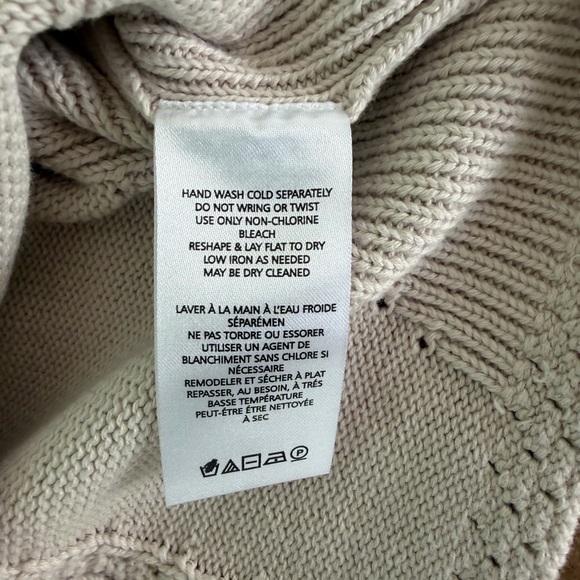 HAND WASH COLD SEPARATELY
DO NOT WRING OR TWIST
USE ONLY NON-CHLORINE
BLEACH
RESHAPE & LAY FLAT TO DRY
LOW IRON AS NEEDED
MAY BE DRY CLEANED
LAVER À LA MAIN À L'EAU FROIDE
SÉPARÉMEN
NE PAS TORDRE OU ESSORER
UTILISER UN AGENT DE
BLANCHIMENT SANS CHLORE SI
NÉCESSAIRE
REMODELER ET SÉCHER À PLAT
REPASSER, AU BESOIN, À TRÉS
BASSE TEMPÉRATURE
PEUT-ÉTRE ÉTRE NETTOYÉE
À SEC
P